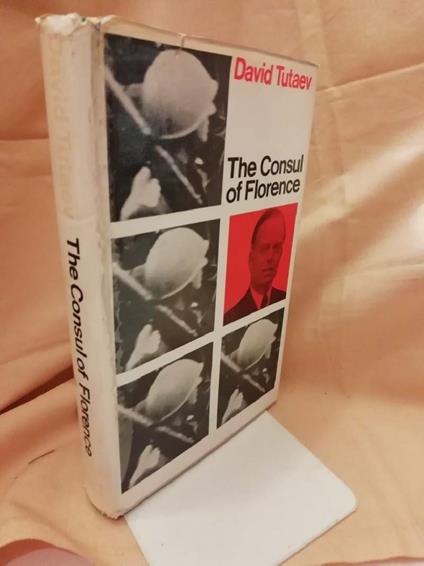 David Tutaev
The Consul
of Florence
The Consul of Florence